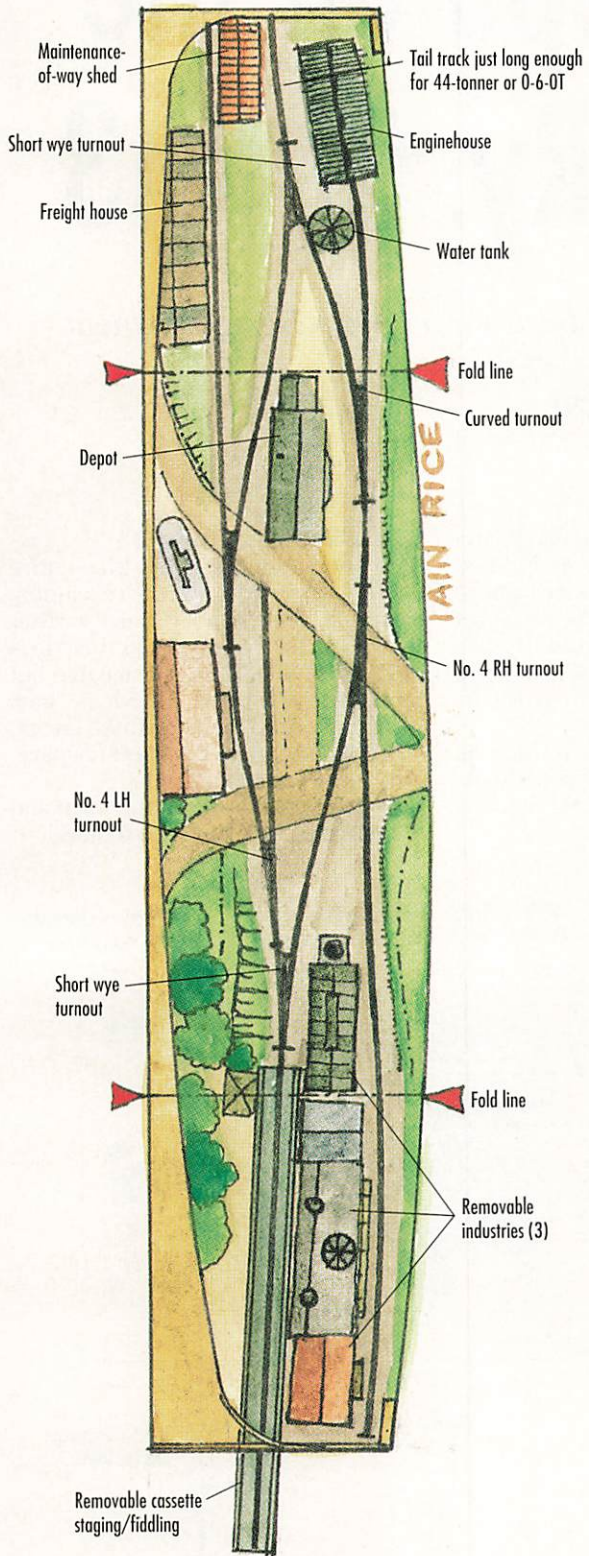 Maintenance-
of-way shed
Tail track just long enough
for 44-tonner or 0-6-0T
Short wye turnout
Enginehouse
Freight house
Water tank
Fold line
Curved turnout
Depot
IAIN RICE
No. 4 RH turnout
No. 4 LH
turnout
Short wye
turnout
Fold line
Removable
industries (3)
Removable cassette
staging/fiddling